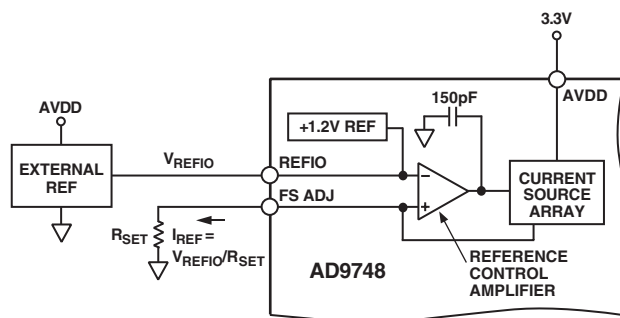 3.3V
150pF
AVDD
AVDD
+1.2V REF
EXTERNAL
REF
VREFIO
REFIO
FS ADJ
–
+
CURRENT
SOURCE
ARRAY
RSET
IREF =
VREFIO/RSET
AD9748
REFERENCE
CONTROL
AMPLIFIER